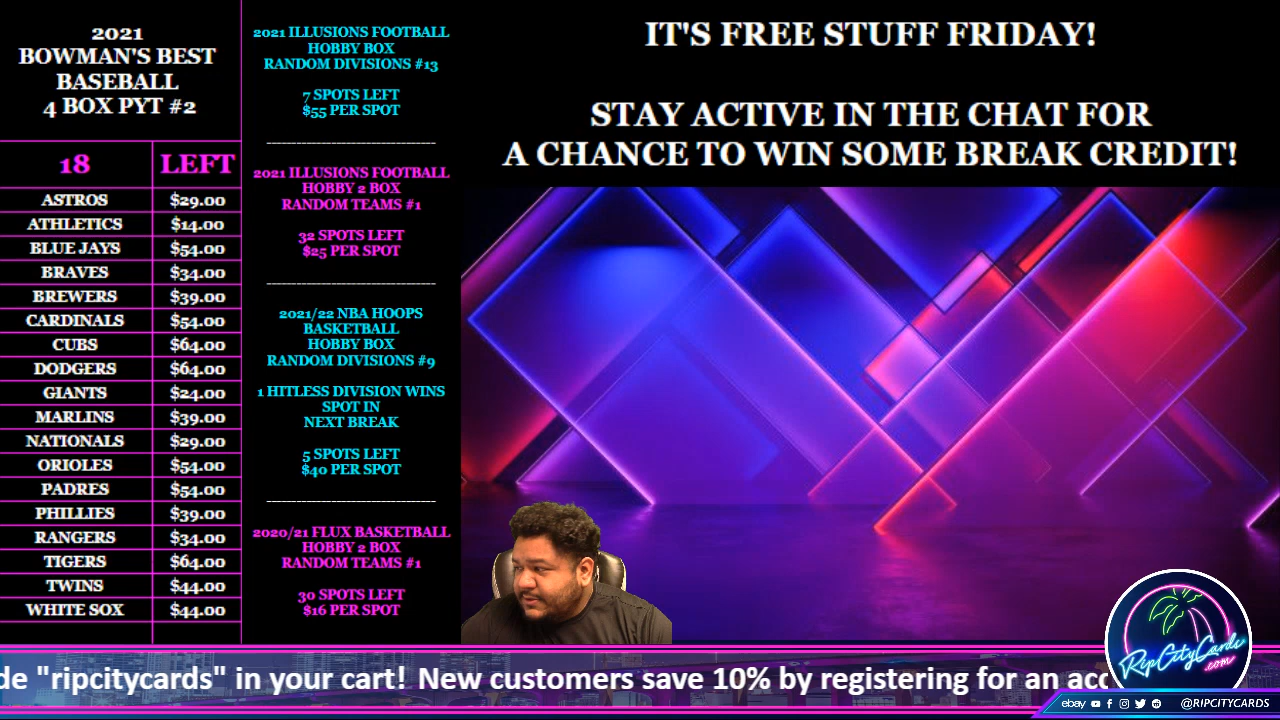 2021
BOWMAN'S BEST
BASEBALL
4 BOX PYT #2
18 LEFT
ASTROS $29.00
ATHLETICS $14.00
BLUE JAYS $54.00
BRAVES $34.00
BREWERS $39.00
CARDINALS $54.00
CUBS $64.00
DODGERS $64.00
GIANTS $24.00
MARLINS $39.00
NATIONALS $29.00
ORIOLES $54.00
PADRES $54.00
PHILLIES $39.00
RANGERS $34.00
TIGERS $64.00
TWINS $44.00
WHITE SOX $44.00
2021 ILLUSIONS FOOTBALL
HOBBY BOX
RANDOM DIVISIONS #13
7 SPOTS LEFT
$55 PER SPOT
2021 ILLUSIONS FOOTBALL
HOBBY 2 BOX
RANDOM TEAMS #1
32 SPOTS LEFT
$25 PER SPOT
2021/22 NBA HOOPS
BASKETBALL
HOBBY BOX
RANDOM DIVISIONS #9
1 HITLESS DIVISION WINS
SPOT IN
NEXT BREAK
5 SPOTS LEFT
$40 PER SPOT
2020/21 FLUX BASKETBALL
HOBBY 2 BOX
RANDOM TEAMS #1
30 SPOTS LEFT
$16 PER SPOT
IT'S FREE STUFF FRIDAY!
STAY ACTIVE IN THE CHAT FOR
A CHANCE TO WIN SOME BREAK CREDIT!
de "ripcitycards" in your cart! New customers save 10% by registering for an acc
RipCityCards
.com
ebay @RIPCITYCARDS